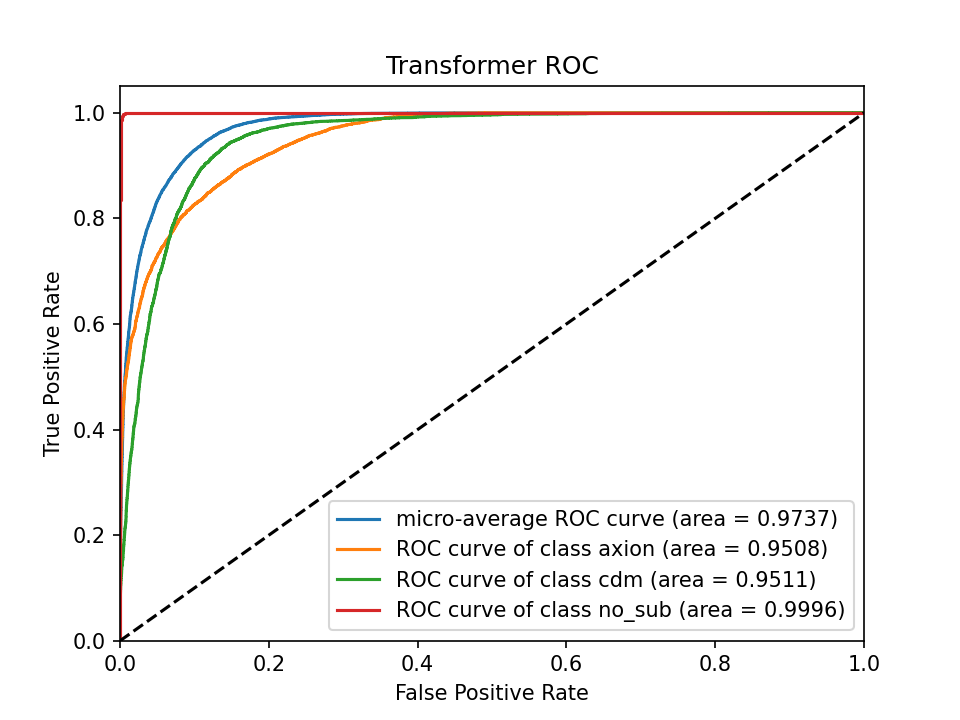 Transformer ROC
True Positive Rate
1.0
0.8
0.6
0.4
0.2
0.0
micro-average ROC curve (area = 0.9737)
ROC curve of class axion (area = 0.9508)
ROC curve of class cdm (area = 0.9511)
ROC curve of class no_sub (area = 0.9996)
0.0 0.2 0.4 0.6 0.8 1.0
False Positive Rate